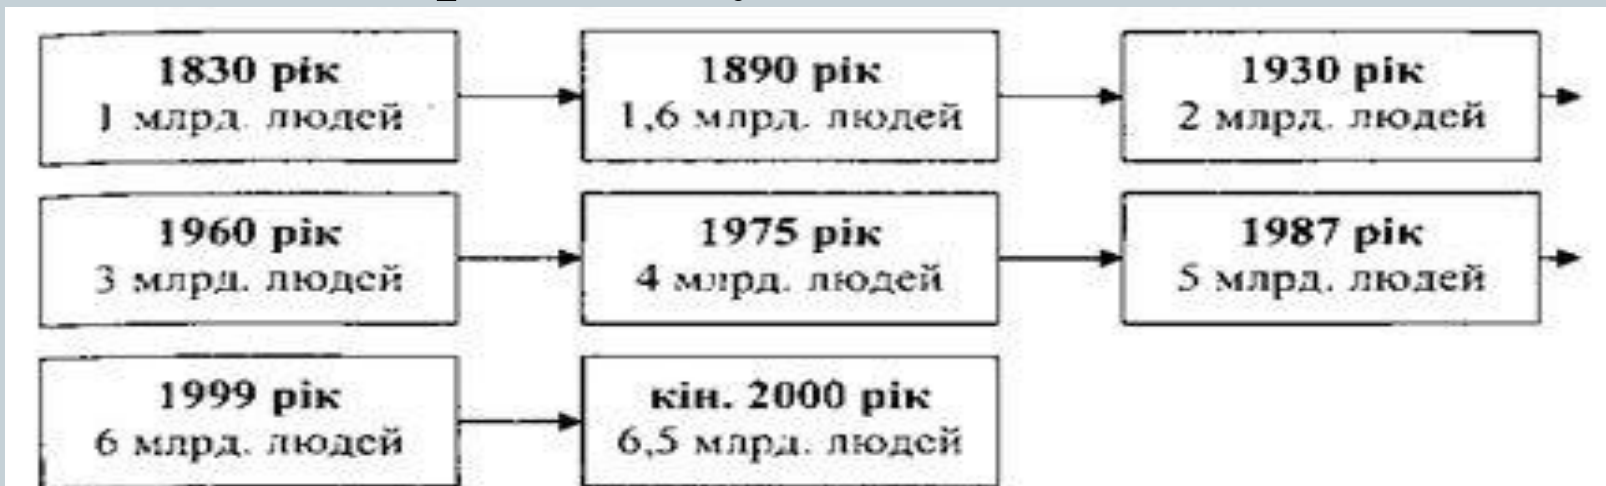 1830 рік
1 млрд. людей
1890 рік
1,6 млрд. людей
1930 рік
2 млрд. людей
1960 рік
3 млрд. людей
1975 рік
4 млрд. людей
1987 рік
5 млрд. людей
1999 рік
6 млрд. людей
кін. 2000 рік
6,5 млрд. людей